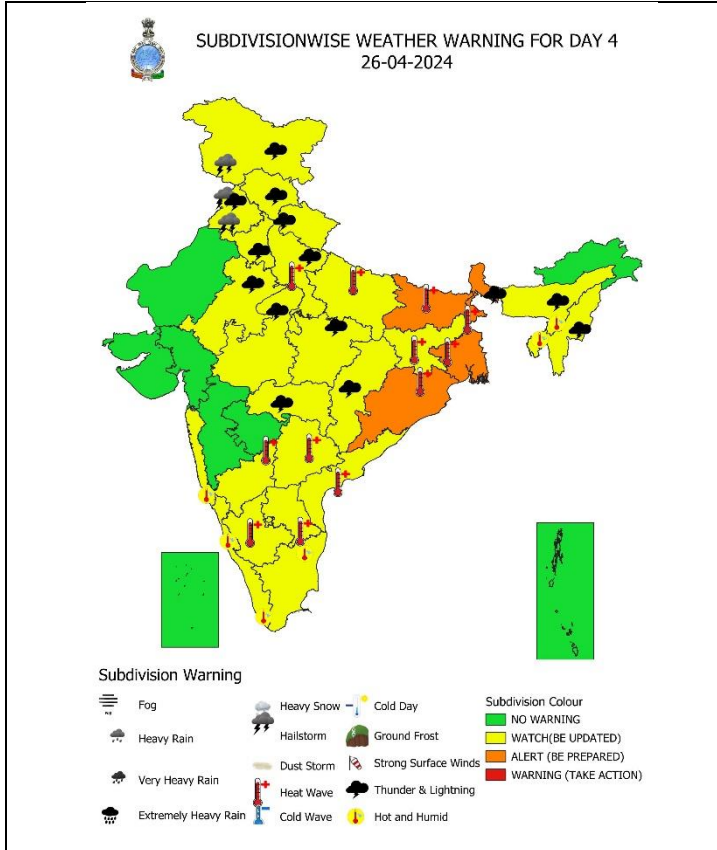 SUBDIVISIONWISE WEATHER WARNING FOR DAY 4
26-04-2024
Subdivision Warning
Fog
Heavy Rain
Very Heavy Rain
Extremely Heavy Rain
Heavy Snow
Hailstorm
Dust Storm
Heat Wave
Cold Wave
Cold Day
Ground Frost
Strong Surface Winds
Thunder & Lightning
Hot and Humid
Subdivision Colour
NO WARNING
WATCH(BE UPDATED)
ALERT (BE PREPARED)
WARNING (TAKE ACTION)